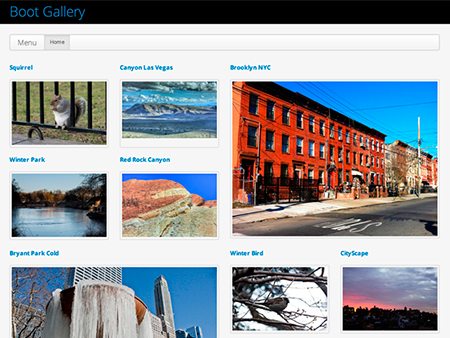 Boot Gallery
Menu Home
Squirrel
Canyon Las Vegas
Brooklyn NYC
Winter Park
Red Rock Canyon
Bryant Park Cold
Winter Bird
CityScape